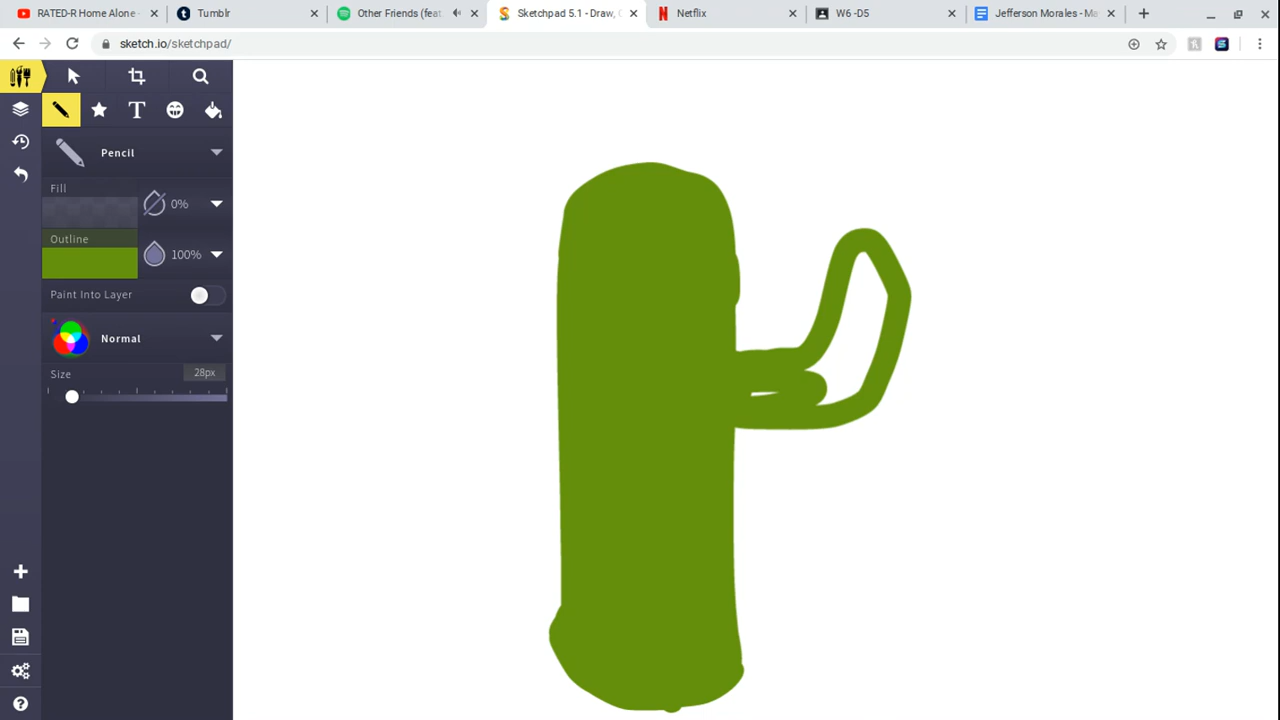 RATED-R Home Alone -
Tumblr
Other Friends (feat.
Sketchpad 5.1 - Draw, C
Netflix
W6 -D5
Jefferson Morales - Me
sketch.io/sketchpad/
T
Pencil
Fill
0%
Outline
100%
Paint Into Layer
Normal
Size
28px